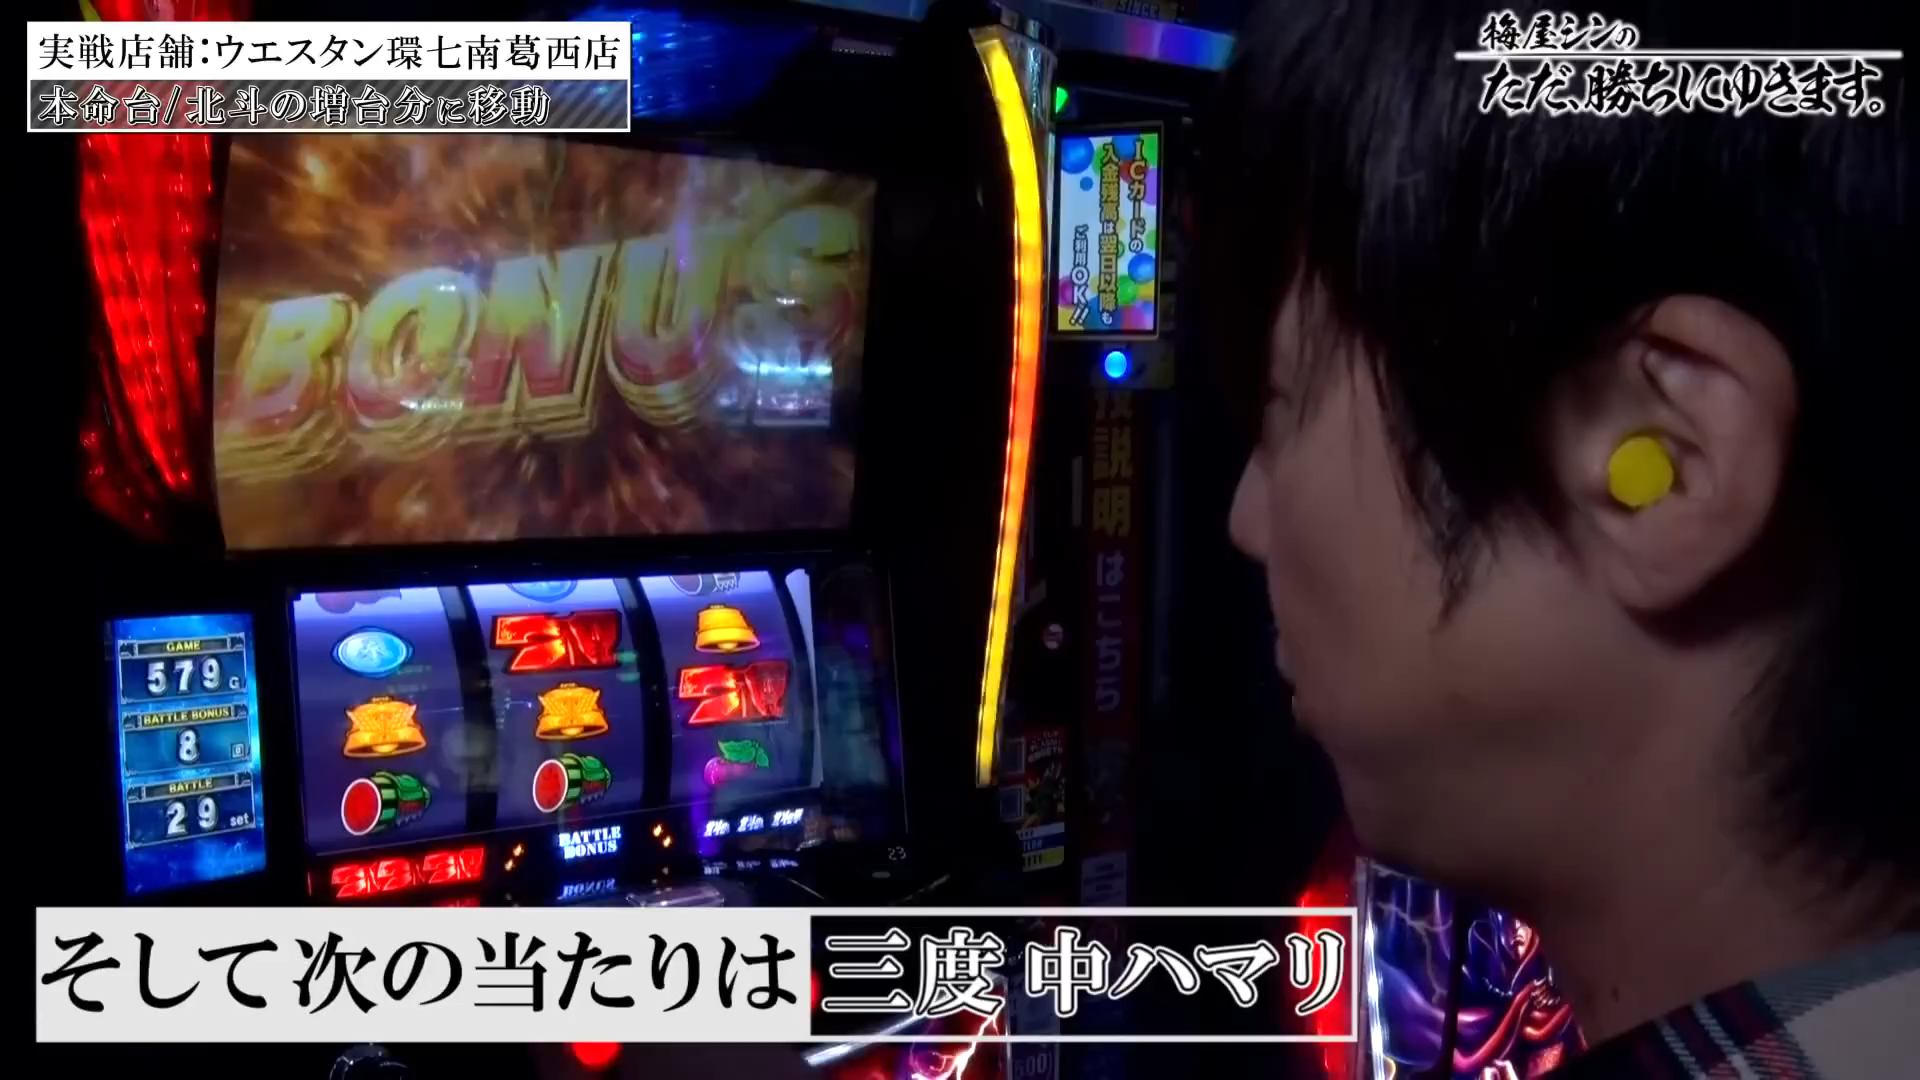 実戦店舗：ウエスタン環七南葛西店
本命台/北斗の増台分に移動
梅屋シンの
ただ、勝ちにゆきます。
BONUS
ICカードの
入金残高は翌日以降も
ご利用OK!!
説明はこちら
GAME
579G
BATTLE BONUS
8
BATTLE
29 set
BATTLE
BONUS
23
そして次の当たりは 三度 中ハマリ